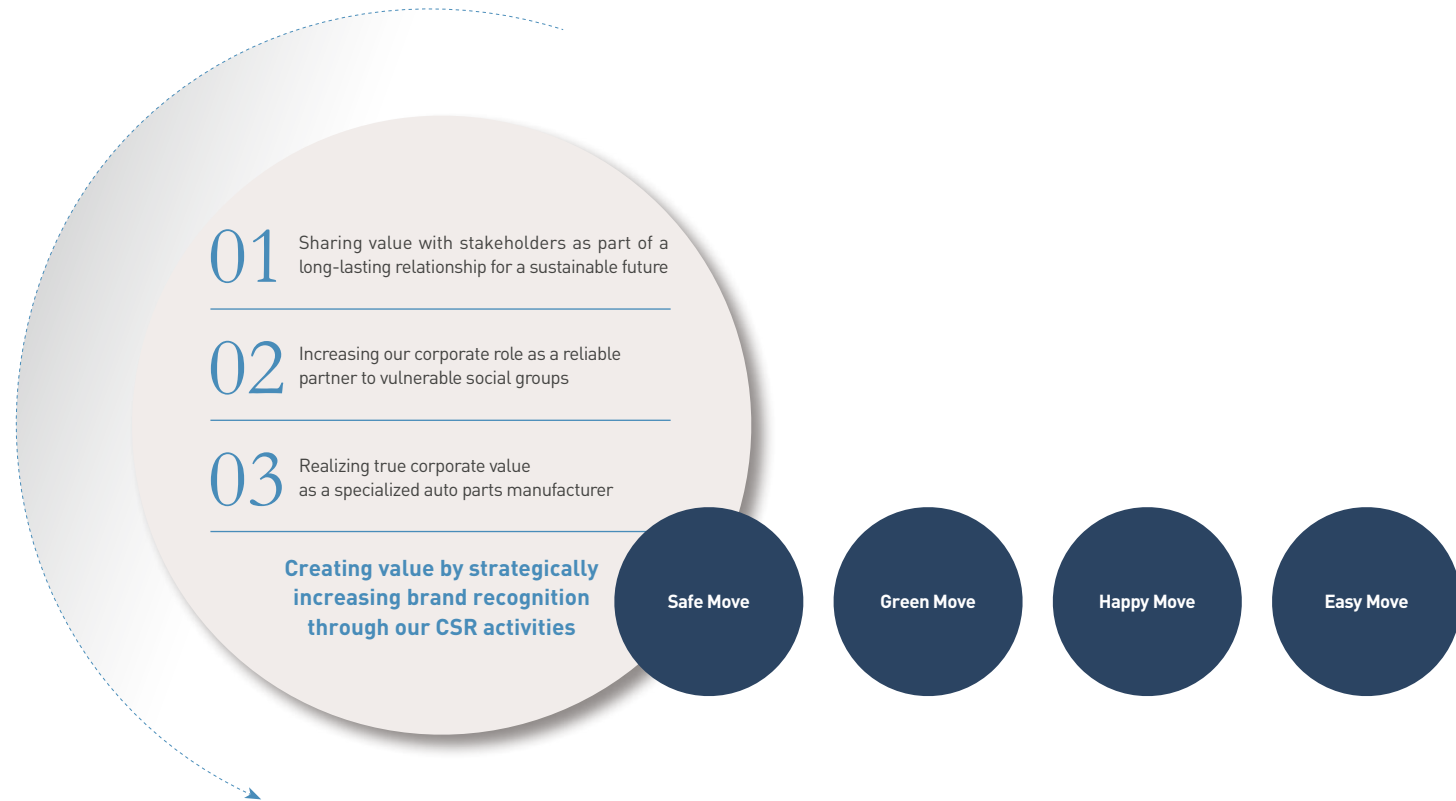 01
Sharing value with stakeholders as part of a
long-lasting relationship for a sustainable future
02
Increasing our corporate role as a reliable
partner to vulnerable social groups
03
Realizing true corporate value
as a specialized auto parts manufacturer
Creating value by strategically
increasing brand recognition
through our CSR activities
Safe Move
Green Move
Happy Move
Easy Move